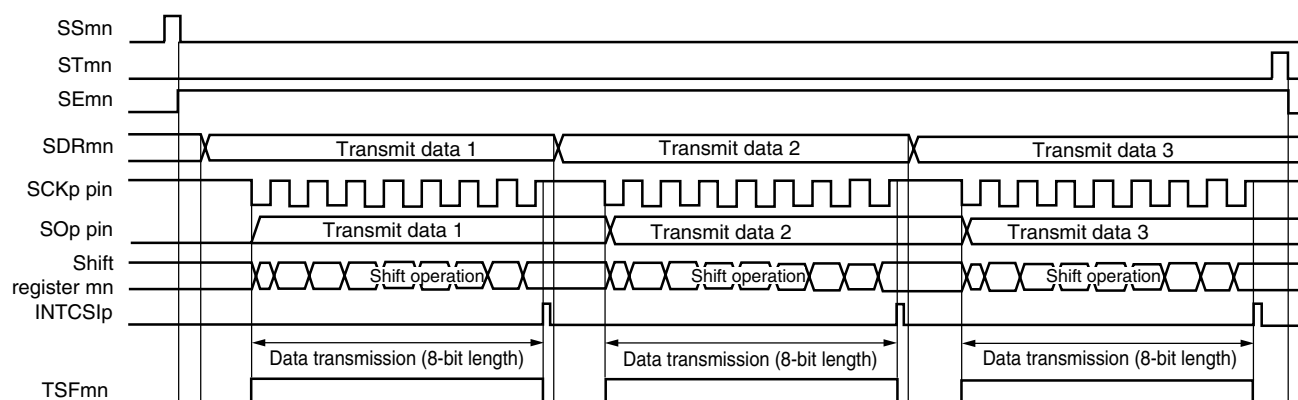 SSmn
STmn
SEmn
SDRmn Transmit data 1 Transmit data 2 Transmit data 3
SCKp pin
SOp pin Transmit data 1 Transmit data 2 Transmit data 3
Shift
register mn Shift operation Shift operation Shift operation
INTCSIp
Data transmission (8-bit length) Data transmission (8-bit length) Data transmission (8-bit length)
TSFmn